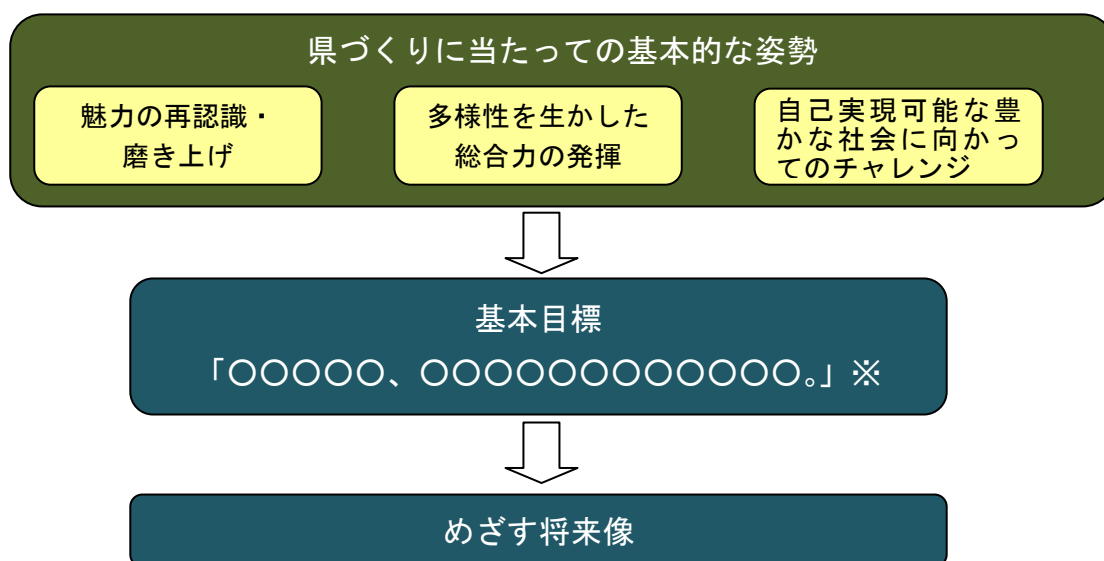 県づくりに当たっての基本的な姿勢
魅力の再認識・
磨き上げ
多様性を生かした
総合力の発揮
自己実現可能な豊
かな社会に向かっ
てのチャレンジ
基本目標
「○○○○○、○○○○○○○○○○○○。」※
めざす将来像